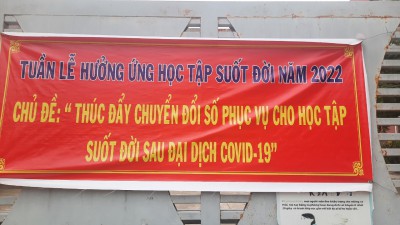 TUẦN LỄ HƯỞNG ỨNG HỌC TẬP SUỐT ĐỜI NĂM 2022
CHỦ ĐỀ: “ THÚC ĐẨY CHUYỂN ĐỔI SỐ PHỤC VỤ CHO HỌC TẬP
SUỐT ĐỜI SAU ĐẠI DỊCH COVID-19”